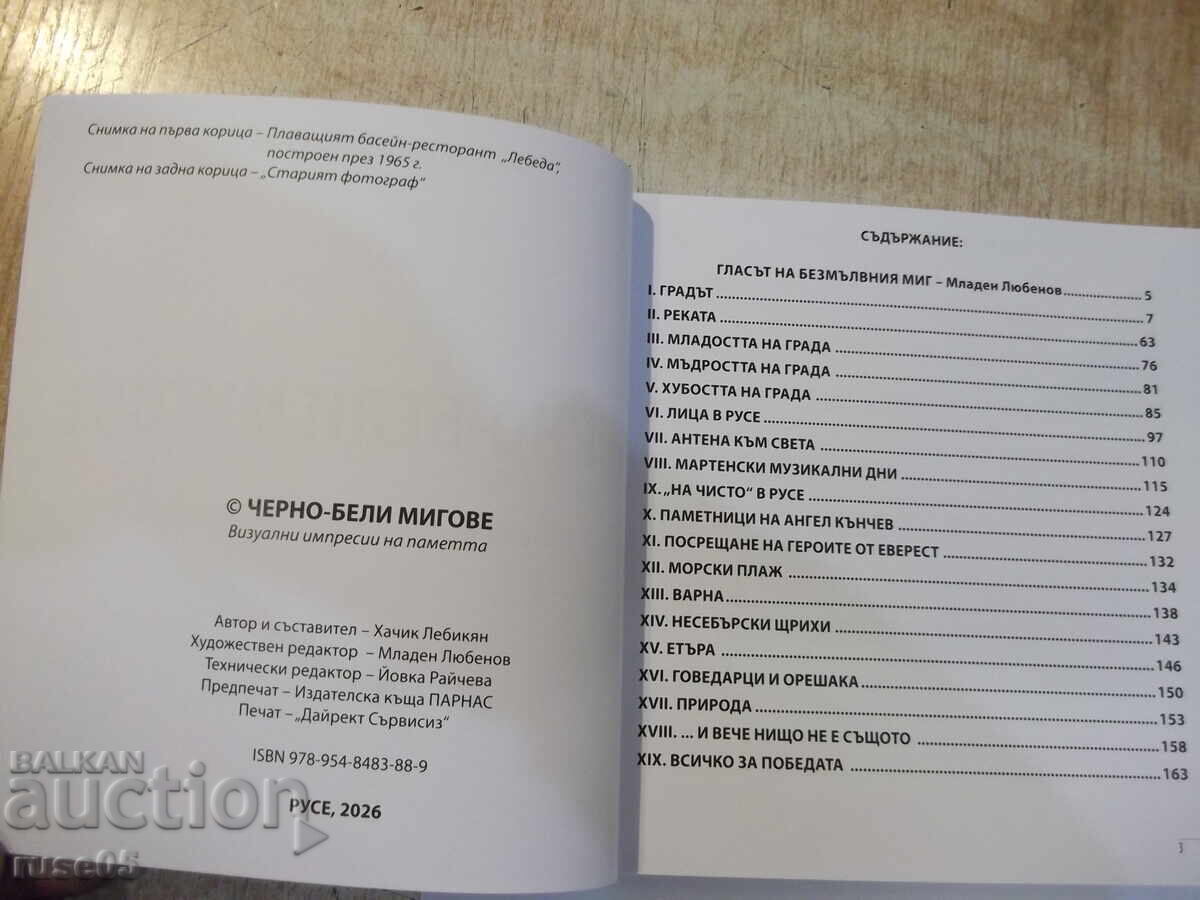 Снимка на първа корица – Плаващият басейн-ресторант „Лебеда“,
построен през 1965 г.
Снимка на задна корица – „Старият фотограф“
© ЧЕРНО-БЕЛИ МИГОВЕ
Визуални импресии на паметта
Автор и съставител – Хачик Лебикян
Художествен редактор – Младен Любенов
Технически редактор – Йовка Райчева
Предпечат – Издателска къща ПАРНАС
Печат – „Дайрект Сървисиз“
ISBN 978-954-8483-88-9
РУСЕ, 2026
СЪДЪРЖАНИЕ:
ГЛАСЪТ НА БЕЗМЪЛВНИЯ МИГ – Младен Любенов 5
I. ГРАДЪТ 7
II. РЕКАТА 63
III. МЛАДОСТТА НА ГРАДА 76
IV. МЪДРОСТТА НА ГРАДА 81
V. ХУБОСТТА НА ГРАДА 85
VI. ЛИЦА В РУСЕ 97
VII. АНТЕНА КЪМ СВЕТА 110
VIII. МАРТЕНСКИ МУЗИКАЛНИ ДНИ 115
IX. „НА ЧИСТО“ В РУСЕ 124
X. ПАМЕТНИЦИ НА АНГЕЛ КЪНЧЕВ 127
XI. ПОСРЕЩАНЕ НА ГЕРОИТЕ ОТ ЕВЕРЕСТ 132
XII. МОРСКИ ПЛАЖ 134
XIII. ВАРНА 138
XIV. НЕСЕБЪРСКИ ЩРИХИ 143
XV. ЕТЪРА 146
XVI. ГОВЕДАРЦИ И ОРЕШАКА 150
XVII. ПРИРОДА 153
XVIII. ... И ВЕЧЕ НИЩО НЕ Е СЪЩОТО 158
XIX. ВСИЧКО ЗА ПОБЕДАТА 163
3
BALKAN
auction
ruse05